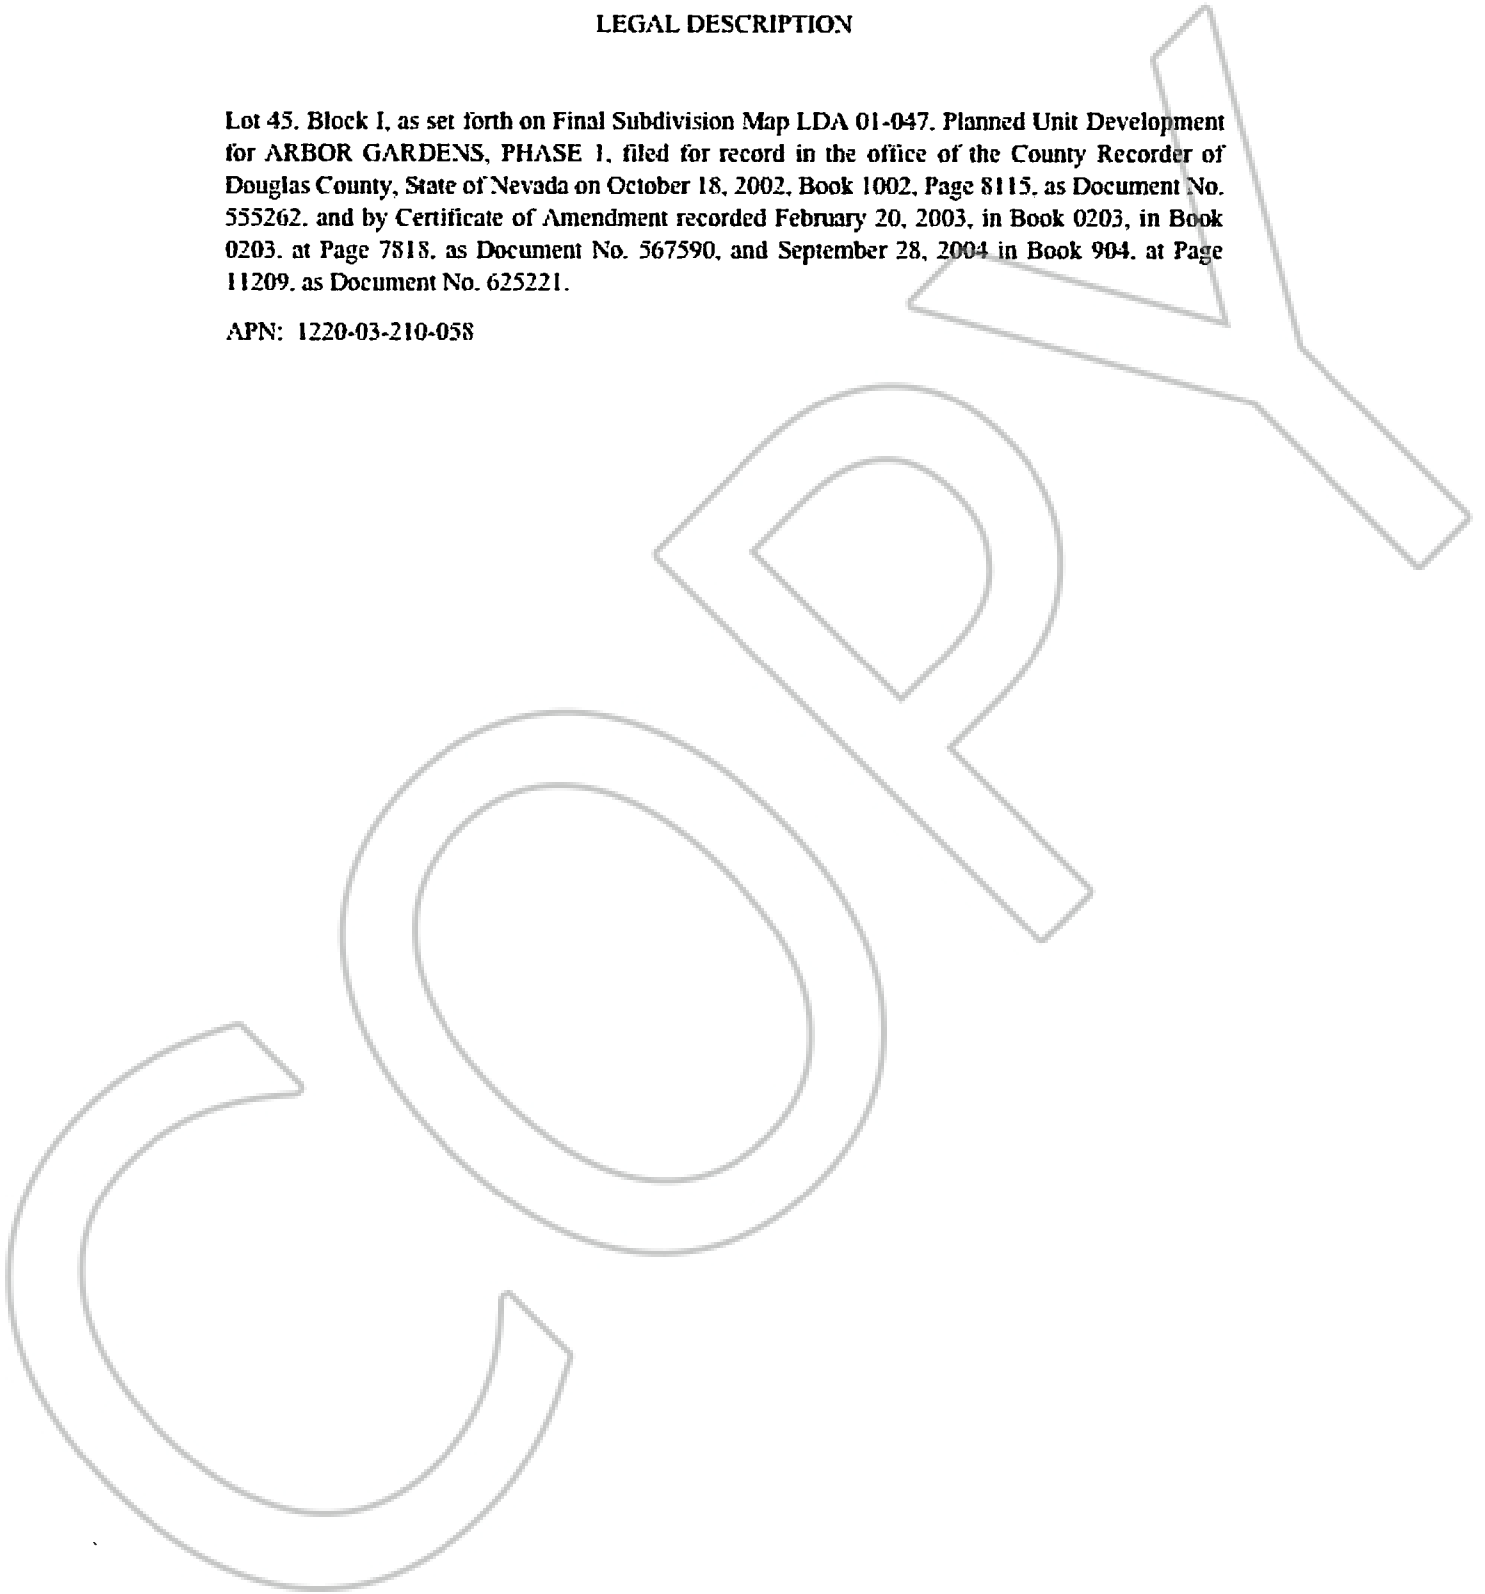 LEGAL DESCRIPTION
Lot 45, Block I, as set forth on Final Subdivision Map LDA 01-047, Planned Unit Development
for ARBOR GARDENS, PHASE 1, filed for record in the office of the County Recorder of
Douglas County, State of Nevada on October 18, 2002, Book 1002, Page 8115, as Document No.
555262, and by Certificate of Amendment recorded February 20, 2003, in Book 0203, in Book
0203, at Page 7818, as Document No. 567590, and September 28, 2004 in Book 904, at Page
11209, as Document No. 625221.
APN: 1220-03-210-058
COPY